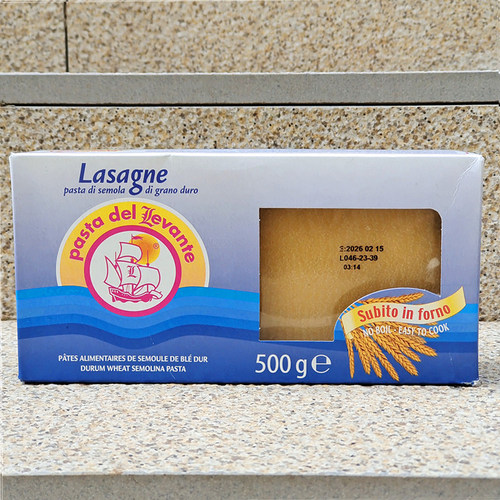 Lasagne
pasta di semola di grano duro
pasta del Levante
L
S:2026 02 15
L046-23-39
03:14
Subito in forno
NO BOIL - EASY-TO-COOK
PÂTES ALIMENTAIRES DE SEMOULE DE BLÉ DUR
DURUM WHEAT SEMOLINA PASTA
500 g ℮